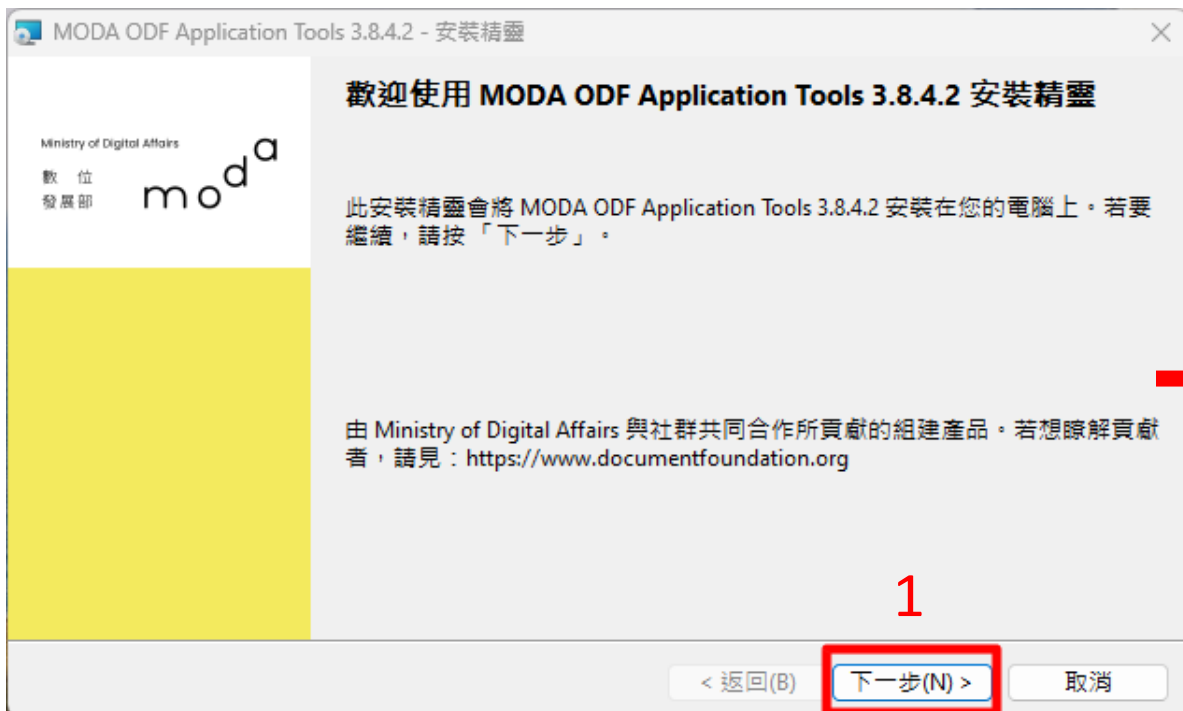 MODA ODF Application Tools 3.8.4.2 - 安裝精靈
歡迎使用 MODA ODF Application Tools 3.8.4.2 安裝精靈
Ministry of Digital Affairs
數 位
發展部
moda
此安裝精靈會將 MODA ODF Application Tools 3.8.4.2 安裝在您的電腦上。若要
繼續，請按「下一步」。
由 Ministry of Digital Affairs 與社群共同合作所貢獻的組建產品。若想瞭解貢獻
者，請見：https://www.documentfoundation.org
1
< 返回(B)
下一步(N) >
取消